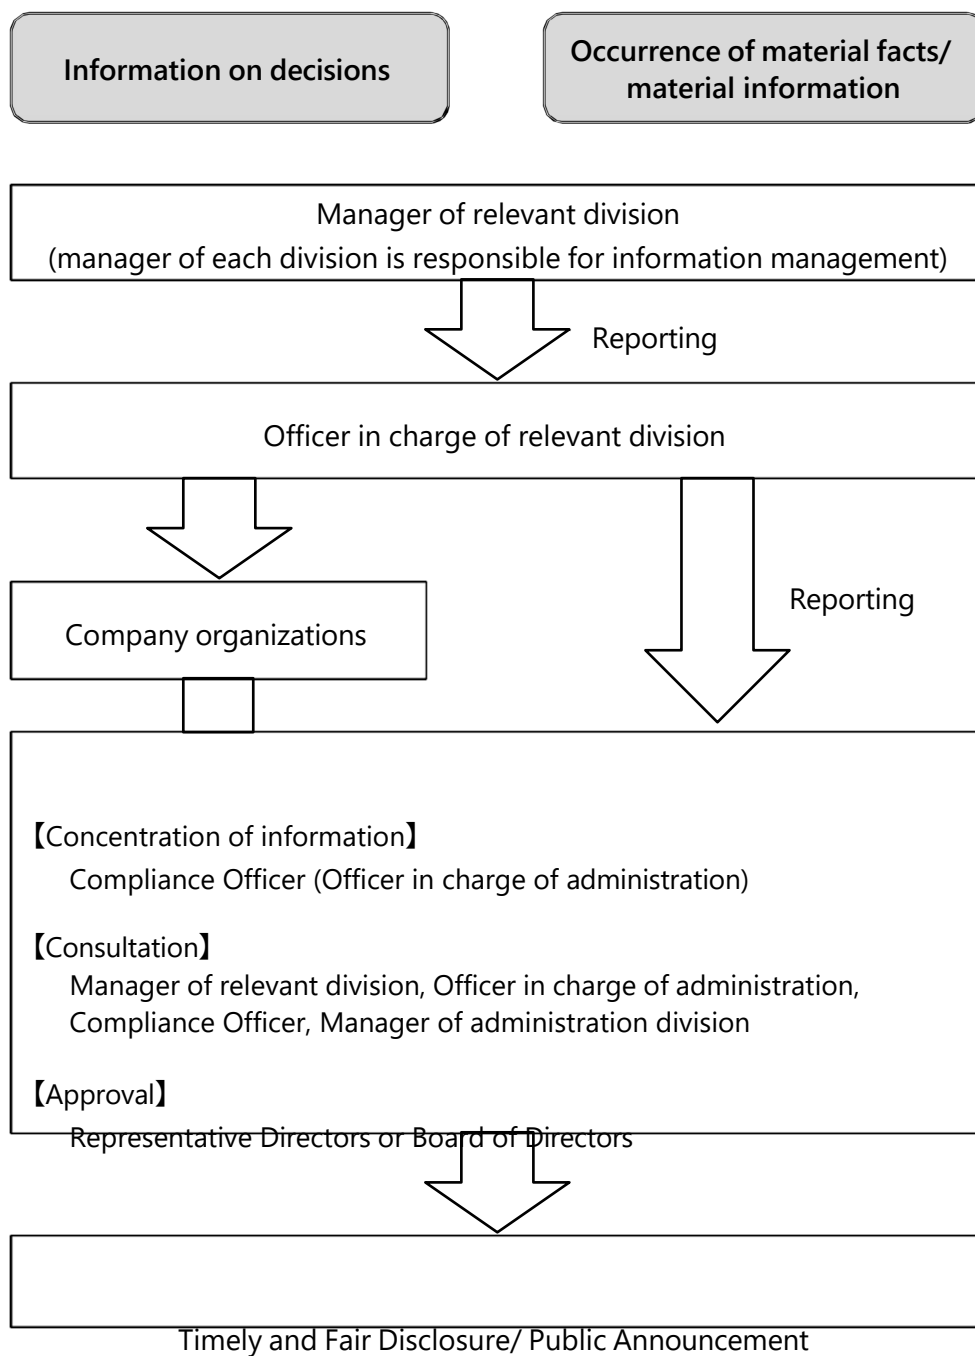 Information on decisions
Occurrence of material facts/
material information
Manager of relevant division
(manager of each division is responsible for information management)
Reporting
Officer in charge of relevant division
Reporting
Company organizations
【Concentration of information】
Compliance Officer (Officer in charge of administration)
【Consultation】
Manager of relevant division, Officer in charge of administration,
Compliance Officer, Manager of administration division
【Approval】
Representative Directors or Board of Directors
Timely and Fair Disclosure/ Public Announcement